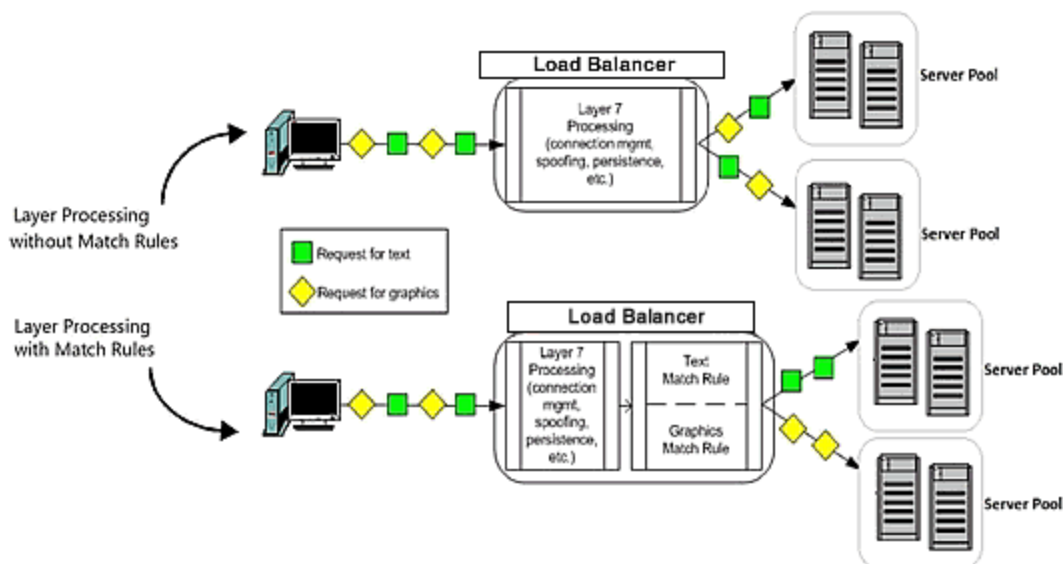 Load Balancer
Layer 7
Processing
(connection mgmt,
spoofing, persistence,
etc.)
Server Pool
Server Pool
Layer Processing
without Match Rules
Request for text
Request for graphics
Layer Processing
with Match Rules
Load Balancer
Layer 7
Processing
(connection
mgmt,
spoofing,
persistence,
etc.)
Text
Match Rule
Graphics
Match Rule
Server Pool
Server Pool